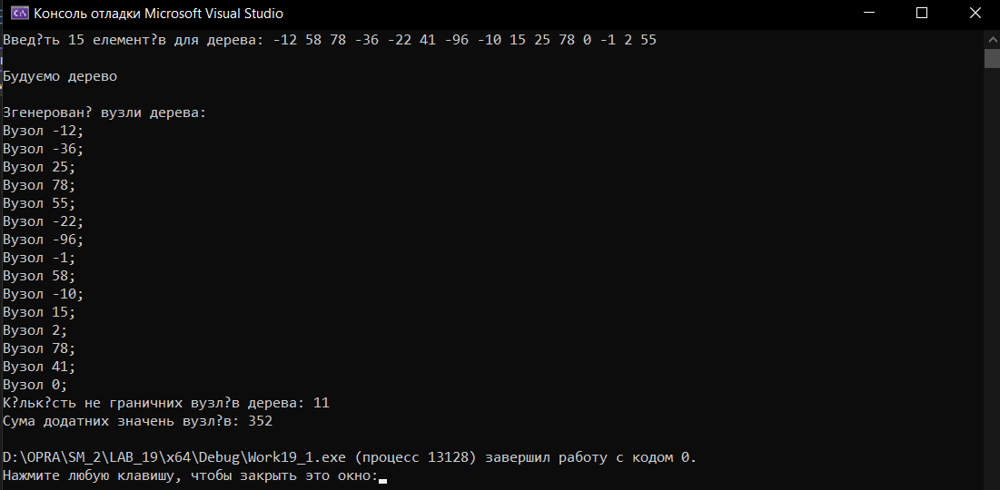 Консоль отладки Microsoft Visual Studio
Введ?ть 15 елемент?в для дерева: -12 58 78 -36 -22 41 -96 -10 15 25 78 0 -1 2 55
Будуємо дерево
Згенерован? вузли дерева:
Вузол -12;
Вузол -36;
Вузол 25;
Вузол 78;
Вузол 55;
Вузол -22;
Вузол -96;
Вузол -1;
Вузол 58;
Вузол -10;
Вузол 15;
Вузол 2;
Вузол 78;
Вузол 41;
Вузол 0;
К?льк?сть не граничних вузл?в дерева: 11
Сума додатних значень вузл?в: 352
D:\OPRA\SM_2\LAB_19\x64\Debug\Work19_1.exe (процесс 13128) завершил работу с кодом 0.
Нажмите любую клавишу, чтобы закрыть это окно: